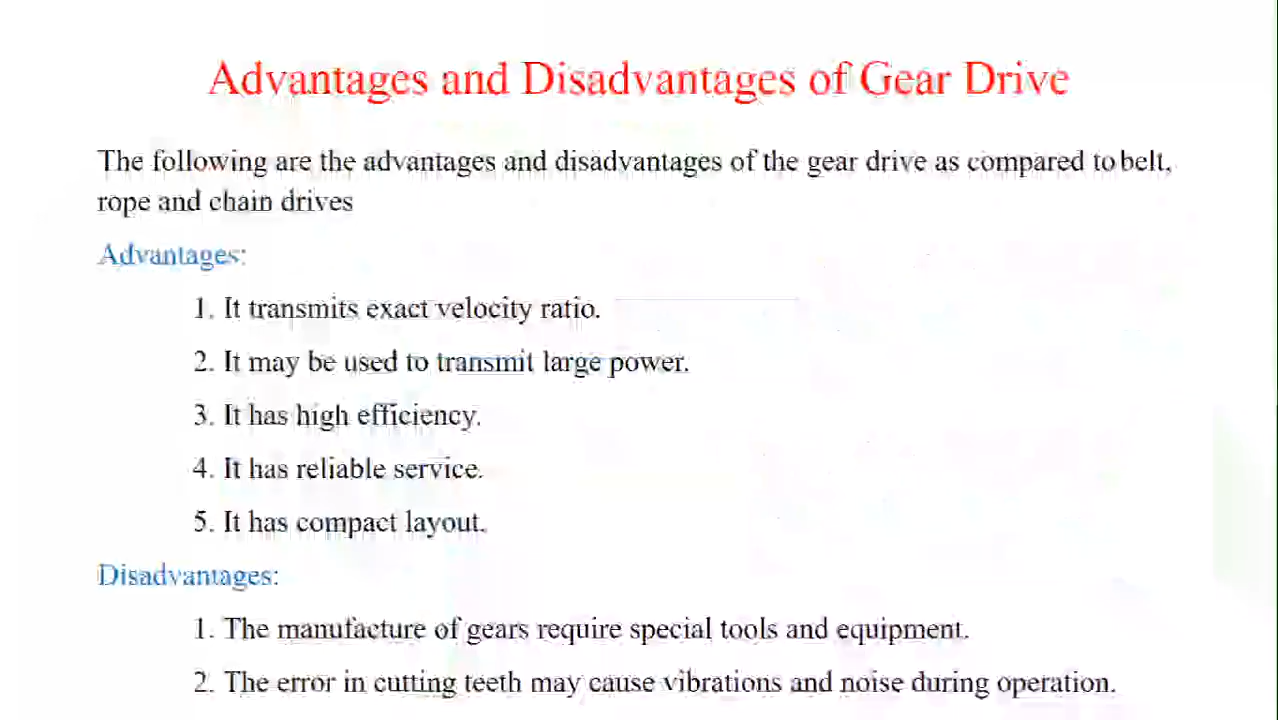 Advantages and Disadvantages of Gear Drive
The following are the advantages and disadvantages of the gear drive as compared to belt,
rope and chain drives
Advantages:
1. It transmits exact velocity ratio.
2. It may be used to transmit large power.
3. It has high efficiency.
4. It has reliable service.
5. It has compact layout.
Disadvantages:
1. The manufacture of gears require special tools and equipment.
2. The error in cutting teeth may cause vibrations and noise during operation.